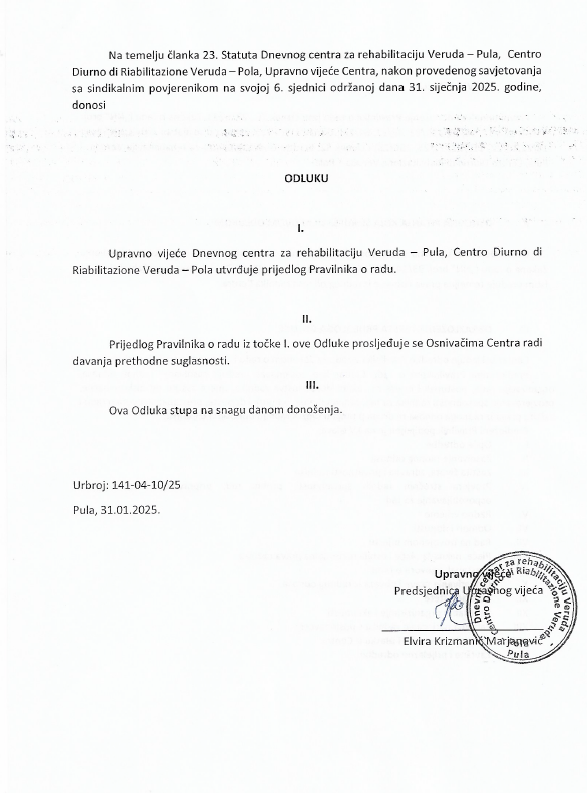 Na temelju članka 23. Statuta Dnevnog centra za rehabilitaciju Veruda – Pula, Centro
Diurno di Riabilitazione Veruda – Pola, Upravno vijeće Centra, nakon provedenog savjetovanja
sa sindikalnim povjerenikom na svojoj 6. sjednici održanoj dana 31. siječnja 2025. godine,
donosi
ODLUKU
I.
Upravno vijeće Dnevnog centra za rehabilitaciju Veruda – Pula, Centro Diurno di
Riabilitazione Veruda – Pola utvrđuje prijedlog Pravilnika o radu.
II.
Prijedlog Pravilnika o radu iz točke I. ove Odluke prosljeđuje se Osnivačima Centra radi
davanja prethodne suglasnosti.
III.
Ova Odluka stupa na snagu danom donošenja.
Urbroj: 141-04-10/25
Pula, 31.01.2025.
Upravno vijeće
Predsjednica Upravnog vijeća
Elvira Krizmanić Marjanović
Dnevni centar za rehabilitaciju Veruda
Centro Diurno di Riabilitazione Veruda
Pula